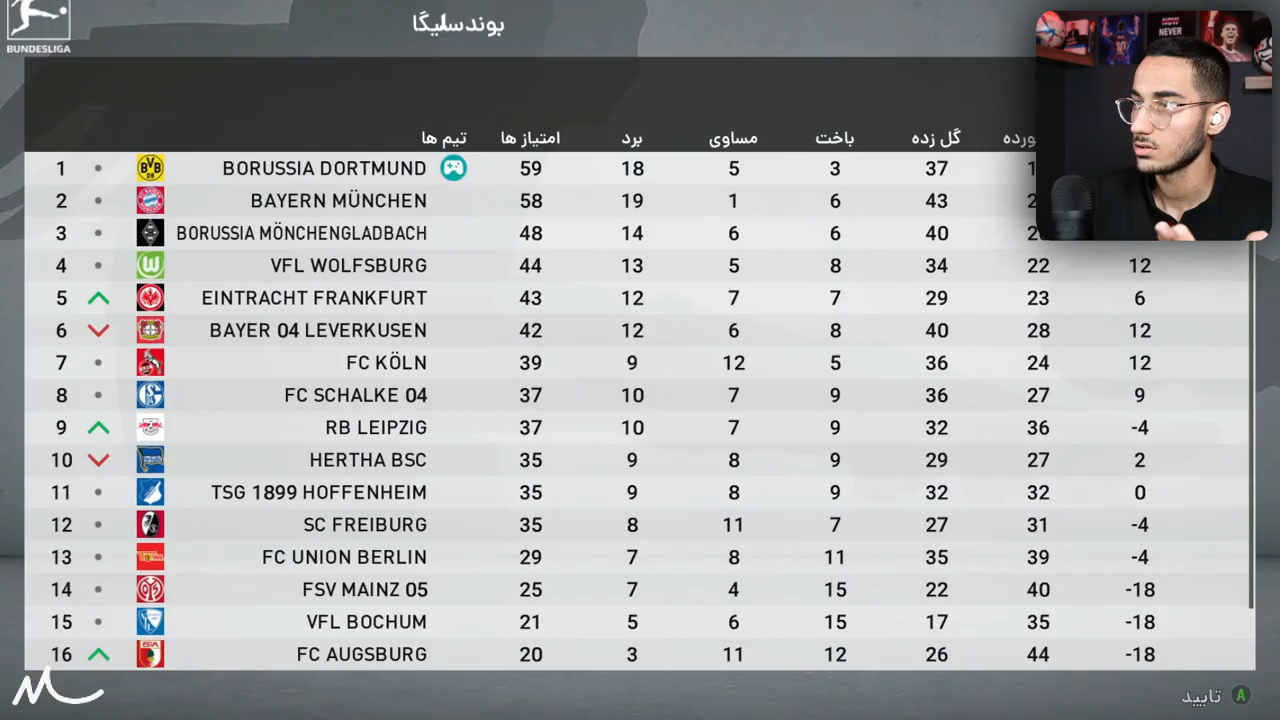 BUNDESLIGA
بوندسلیگا
NEVER
تیم ها امتیاز ها برد مساوی باخت گل زده
1 BORUSSIA DORTMUND 59 18 5 3 37
2 BAYERN MÜNCHEN 58 19 1 6 43
3 BORUSSIA MÖNCHENGLADBACH 48 14 6 6 40
4 VFL WOLFSBURG 44 13 5 8 34 22 12
5 EINTRACHT FRANKFURT 43 12 7 7 29 23 6
6 BAYER 04 LEVERKUSEN 42 12 6 8 40 28 12
7 FC KÖLN 39 9 12 5 36 24 12
8 FC SCHALKE 04 37 10 7 9 36 27 9
9 RB LEIPZIG 37 10 7 9 32 36 -4
10 HERTHA BSC 35 9 8 9 29 27 2
11 TSG 1899 HOFFENHEIM 35 9 8 9 32 32 0
12 SC FREIBURG 35 8 11 7 27 31 -4
13 FC UNION BERLIN 29 7 8 11 35 39 -4
14 FSV MAINZ 05 25 7 4 15 22 40 -18
15 VFL BOCHUM 21 5 6 15 17 35 -18
16 FC AUGSBURG 20 3 11 12 26 44 -18
تایید A